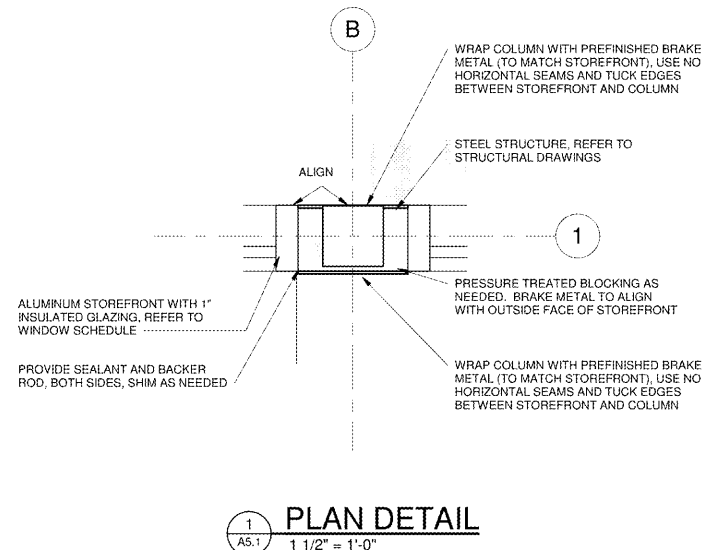 B
WRAP COLUMN WITH PREFINISHED BRAKE
METAL (TO MATCH STOREFRONT), USE NO
HORIZONTAL SEAMS AND TUCK EDGES
BETWEEN STOREFRONT AND COLUMN
STEEL STRUCTURE, REFER TO
STRUCTURAL DRAWINGS
ALIGN
1
PRESSURE TREATED BLOCKING AS
NEEDED. BRAKE METAL TO ALIGN
WITH OUTSIDE FACE OF STOREFRONT
ALUMINUM STOREFRONT WITH 1"
INSULATED GLAZING, REFER TO
WINDOW SCHEDULE
PROVIDE SEALANT AND BACKER
ROD, BOTH SIDES, SHIM AS NEEDED
WRAP COLUMN WITH PREFINISHED BRAKE
METAL (TO MATCH STOREFRONT), USE NO
HORIZONTAL SEAMS AND TUCK EDGES
BETWEEN STOREFRONT AND COLUMN
1
A5.1
PLAN DETAIL
1 1/2" = 1'-0"